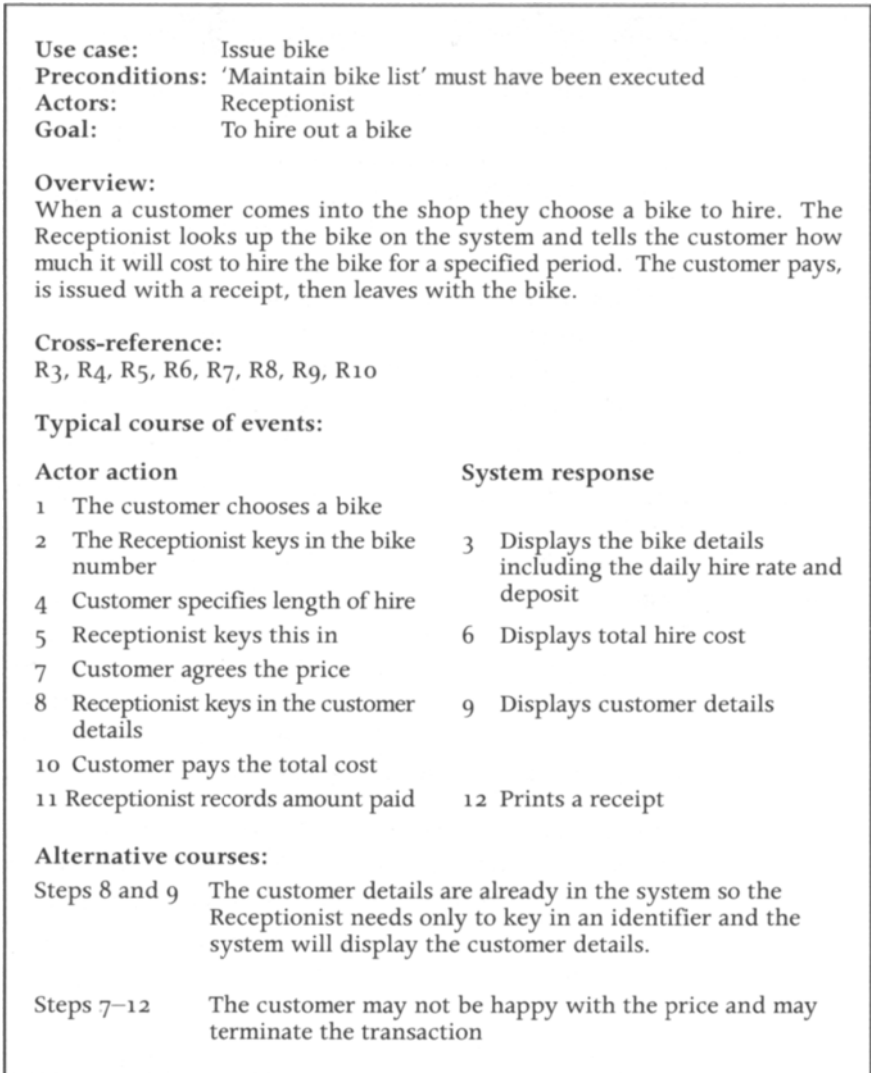 Use case: Issue bike
Preconditions: 'Maintain bike list' must have been executed
Actors: Receptionist
Goal: To hire out a bike
Overview:
When a customer comes into the shop they choose a bike to hire. The
Receptionist looks up the bike on the system and tells the customer how
much it will cost to hire the bike for a specified period. The customer pays,
is issued with a receipt, then leaves with the bike.
Cross-reference:
R3, R4, R5, R6, R7, R8, R9, R10
Typical course of events:
Actor action System response
1 The customer chooses a bike
2 The Receptionist keys in the bike
number
3 Displays the bike details
including the daily hire rate and
deposit
4 Customer specifies length of hire
5 Receptionist keys this in
6 Displays total hire cost
7 Customer agrees the price
8 Receptionist keys in the customer
details
9 Displays customer details
10 Customer pays the total cost
11 Receptionist records amount paid
12 Prints a receipt
Alternative courses:
Steps 8 and 9 The customer details are already in the system so the
Receptionist needs only to key in an identifier and the
system will display the customer details.
Steps 7–12 The customer may not be happy with the price and may
terminate the transaction